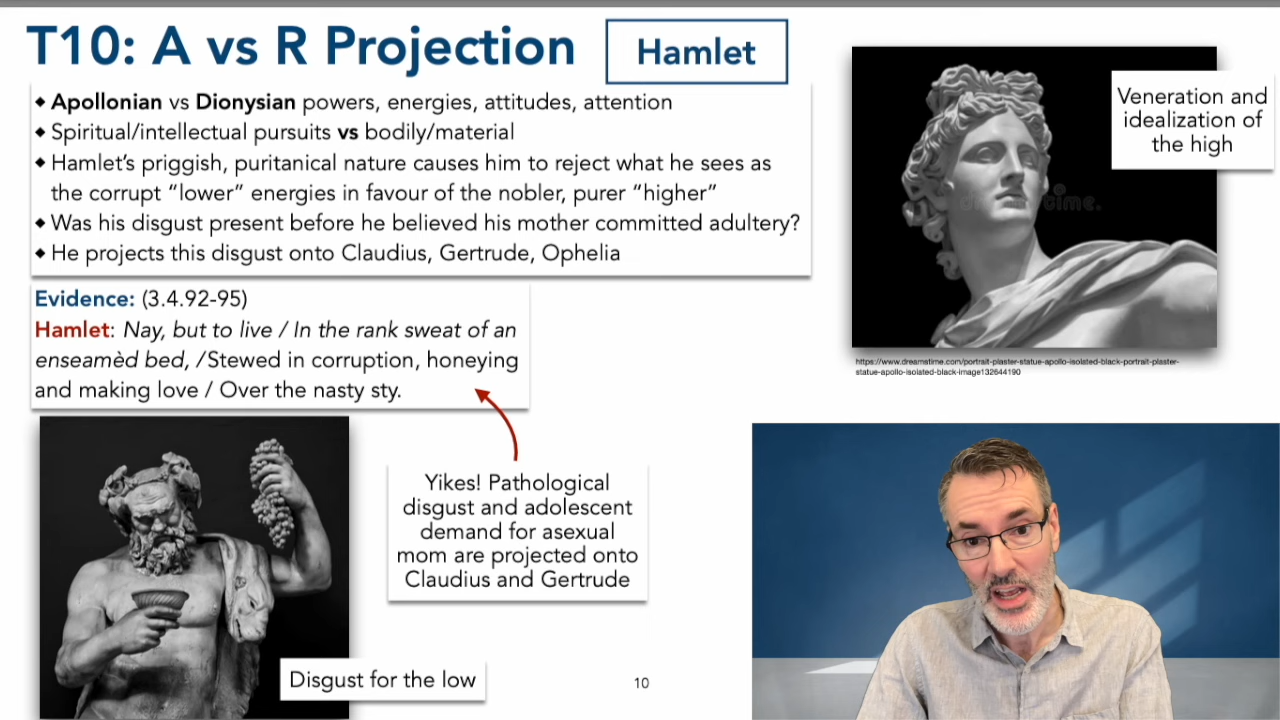 T10: A vs R Projection
Hamlet
◆ Apollonian vs Dionysian powers, energies, attitudes, attention
◆ Spiritual/intellectual pursuits vs bodily/material
◆ Hamlet’s priggish, puritanical nature causes him to reject what he sees as
the corrupt “lower” energies in favour of the nobler, purer “higher”
◆ Was his disgust present before he believed his mother committed adultery?
◆ He projects this disgust onto Claudius, Gertrude, Ophelia
Veneration and
idealization of
the high
https://www.dreamstime.com/portrait-plaster-statue-apollo-isolated-black-portrait-plaster-
statue-apollo-isolated-black-image132644190
Evidence: (3.4.92-95)
Hamlet: Nay, but to live / In the rank sweat of an
enseamèd bed, /Stewed in corruption, honeying
and making love / Over the nasty sty.
Yikes! Pathological
disgust and adolescent
demand for asexual
mom are projected onto
Claudius and Gertrude
Disgust for the low
10